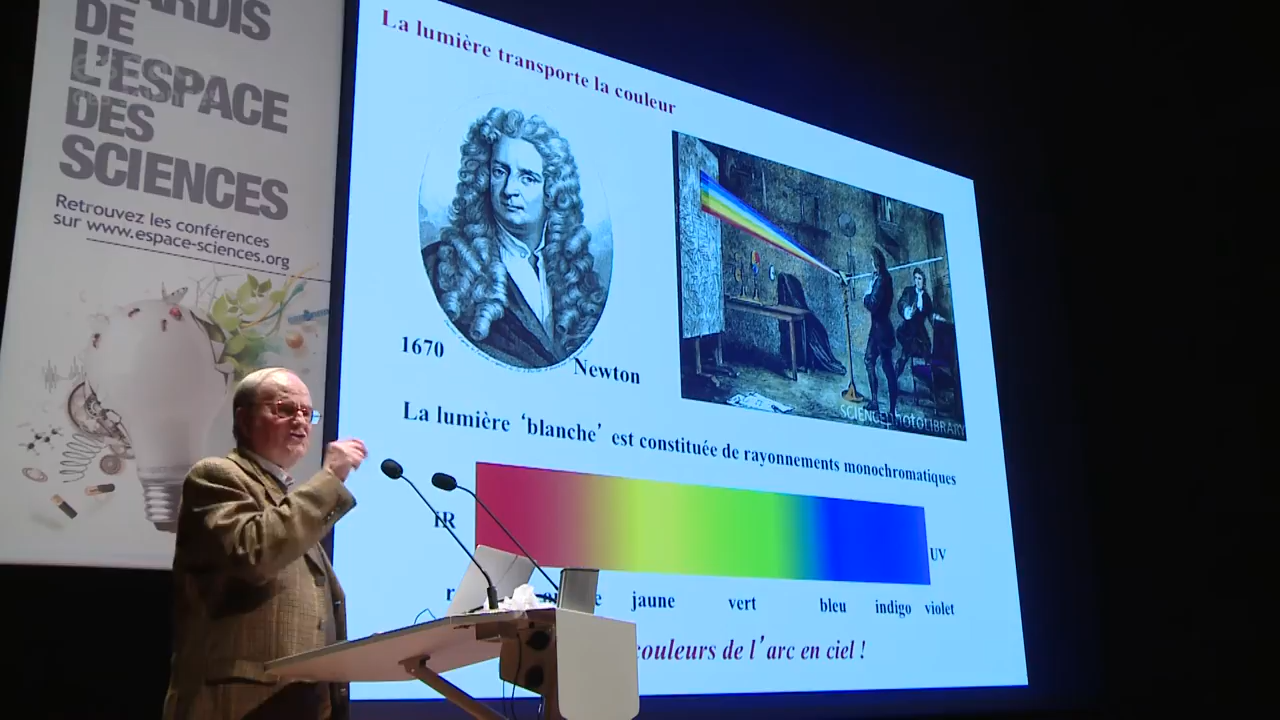 MARDIS
DE
L'ESPACE
DES
SCIENCES
Retrouvez les conférences
sur www.espace-sciences.org
La lumière transporte la couleur
1670
Newton
SCIENCE PHOTOLIBRARY
La lumière ‘blanche’ est constituée de rayonnements monochromatiques
IR
UV
jaune vert bleu indigo violet
couleurs de l’arc en ciel !